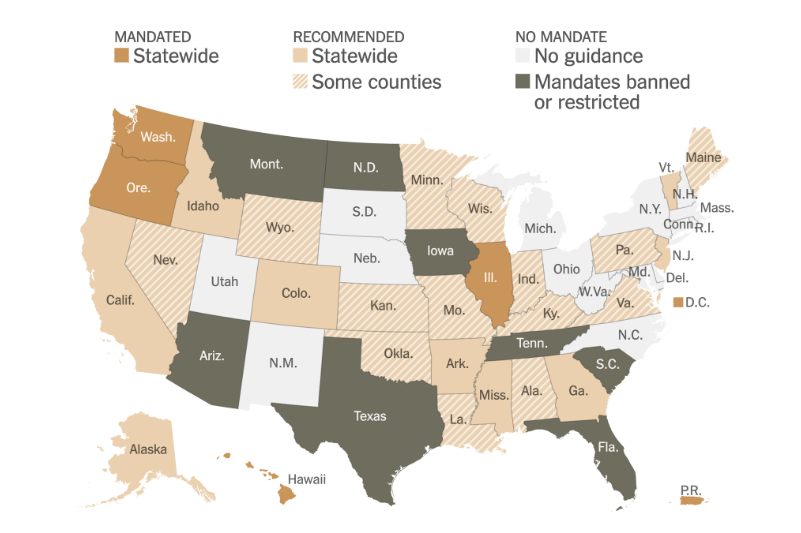 MANDATED
Statewide
RECOMMENDED
Statewide
Some counties
NO MANDATE
No guidance
Mandates banned
or restricted
Wash.
Mont.
N.D.
Minn.
Maine
Vt.
Ore.
Idaho
S.D.
Wis.
N.H.
N.Y.
Mass.
Wyo.
Mich.
Conn.
R.I.
Nev.
Neb.
Iowa
Pa.
N.J.
Utah
Ill.
Ind.
Ohio
Md.
Del.
Calif.
Colo.
Kan.
Mo.
W.Va.
Va.
D.C.
Ky.
Ariz.
N.M.
Okla.
Tenn.
N.C.
Ark.
S.C.
Texas
Miss.
Ala.
Ga.
La.
Fla.
Alaska
Hawaii
P.R.